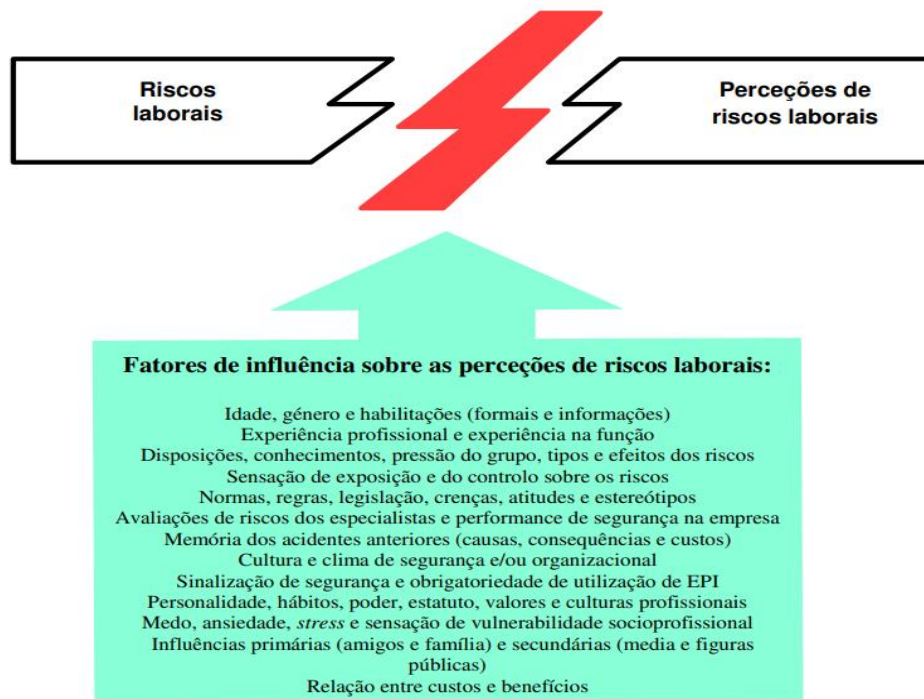 Riscos
laborais
Perceções de
riscos laborais
Fatores de influência sobre as perceções de riscos laborais:
Idade, género e habilitações (formais e informações)
Experiência profissional e experiência na função
Disposições, conhecimentos, pressão do grupo, tipos e efeitos dos riscos
Sensação de exposição e do controlo sobre os riscos
Normas, regras, legislação, crenças, atitudes e estereótipos
Avaliações de riscos dos especialistas e performance de segurança na empresa
Memória dos acidentes anteriores (causas, consequências e custos)
Cultura e clima de segurança e/ou organizacional
Sinalização de segurança e obrigatoriedade de utilização de EPI
Personalidade, hábitos, poder, estatuto, valores e culturas profissionais
Medo, ansiedade, stress e sensação de vulnerabilidade socioprofissional
Influências primárias (amigos e família) e secundárias (media e figuras
públicas)
Relação entre custos e benefícios